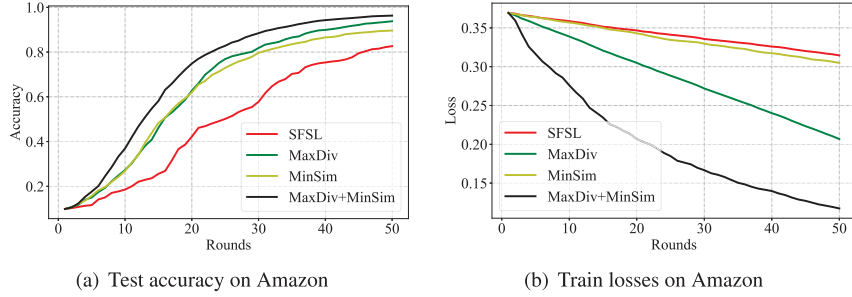 1.0
0.8
0.6
0.4
0.2
Accuracy
SFSL
MaxDiv
MinSim
MaxDiv+MinSim
0 10 20 30 40 50
Rounds
(a) Test accuracy on Amazon
0.35
0.30
0.25
0.20
0.15
Loss
SFSL
MaxDiv
MinSim
MaxDiv+MinSim
0 10 20 30 40 50
Rounds
(b) Train losses on Amazon